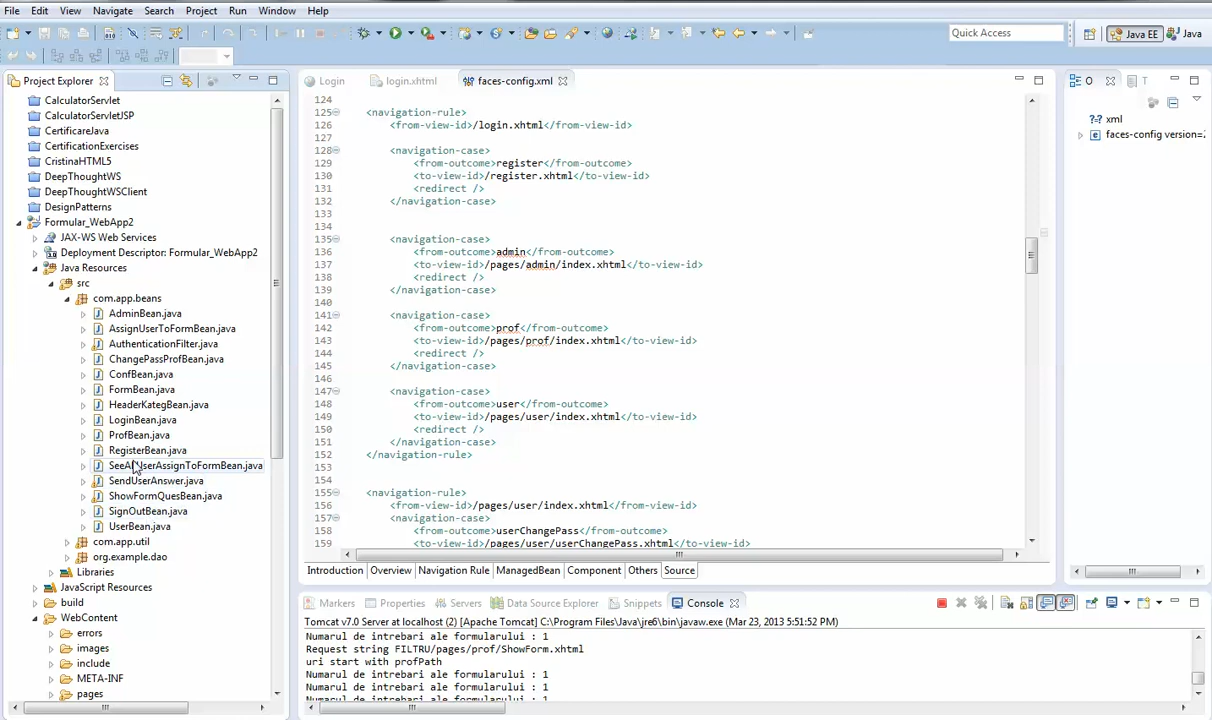 File Edit View Navigate Search Project Run Window Help
Quick Access
Java EE
Java
Project Explorer
CalculatorServlet
CalculatorServletJSP
CertificareJava
CertificationExercises
CristinaHTML5
DeepThoughtWS
DeepThoughtWSClient
DesignPatterns
Formular_WebApp2
JAX-WS Web Services
Deployment Descriptor: Formular_WebApp2
Java Resources
src
com.app.beans
AdminBean.java
AssignUserToFormBean.java
AuthenticationFilter.java
ChangePassProfBean.java
ConfBean.java
FormBean.java
HeaderKategBean.java
LoginBean.java
ProfBean.java
RegisterBean.java
SeeAllUserAssignToFormBean.java
SendUserAnswer.java
ShowFormQuesBean.java
SignOutBean.java
UserBean.java
com.app.util
org.example.dao
Libraries
JavaScript Resources
build
WebContent
errors
images
include
META-INF
pages
Login login.xhtml faces-config.xml
124
125 <navigation-rule>
126 <from-view-id>/login.xhtml</from-view-id>
127
128 <navigation-case>
129 <from-outcome>register</from-outcome>
130 <to-view-id>/register.xhtml</to-view-id>
131 <redirect />
132 </navigation-case>
133
134
135 <navigation-case>
136 <from-outcome>admin</from-outcome>
137 <to-view-id>/pages/admin/index.xhtml</to-view-id>
138 <redirect />
139 </navigation-case>
140
141 <navigation-case>
142 <from-outcome>prof</from-outcome>
143 <to-view-id>/pages/prof/index.xhtml</to-view-id>
144 <redirect />
145 </navigation-case>
146
147 <navigation-case>
148 <from-outcome>user</from-outcome>
149 <to-view-id>/pages/user/index.xhtml</to-view-id>
150 <redirect />
151 </navigation-case>
152 </navigation-rule>
153
154
155 <navigation-rule>
156 <from-view-id>/pages/user/index.xhtml</from-view-id>
157 <navigation-case>
158 <from-outcome>userChangePass</from-outcome>
159 <to-view-id>/pages/user/userChangePass.xhtml</to-view-id>
Introduction Overview Navigation Rule ManagedBean Component Others Source
O T
xml
faces-config version=
Markers Properties Servers Data Source Explorer Snippets Console
Tomcat v7.0 Server at localhost (2) [Apache Tomcat] C:\Program Files\Java\jre6\bin\javaw.exe (Mar 23, 2013 5:51:52 PM)
Numarul de intrebari ale formularului : 1
Request string FILTRU/pages/prof/ShowForm.xhtml
uri start with profPath
Numarul de intrebari ale formularului : 1
Numarul de intrebari ale formularului : 1
Numarul de intrebari ale formularului : 1